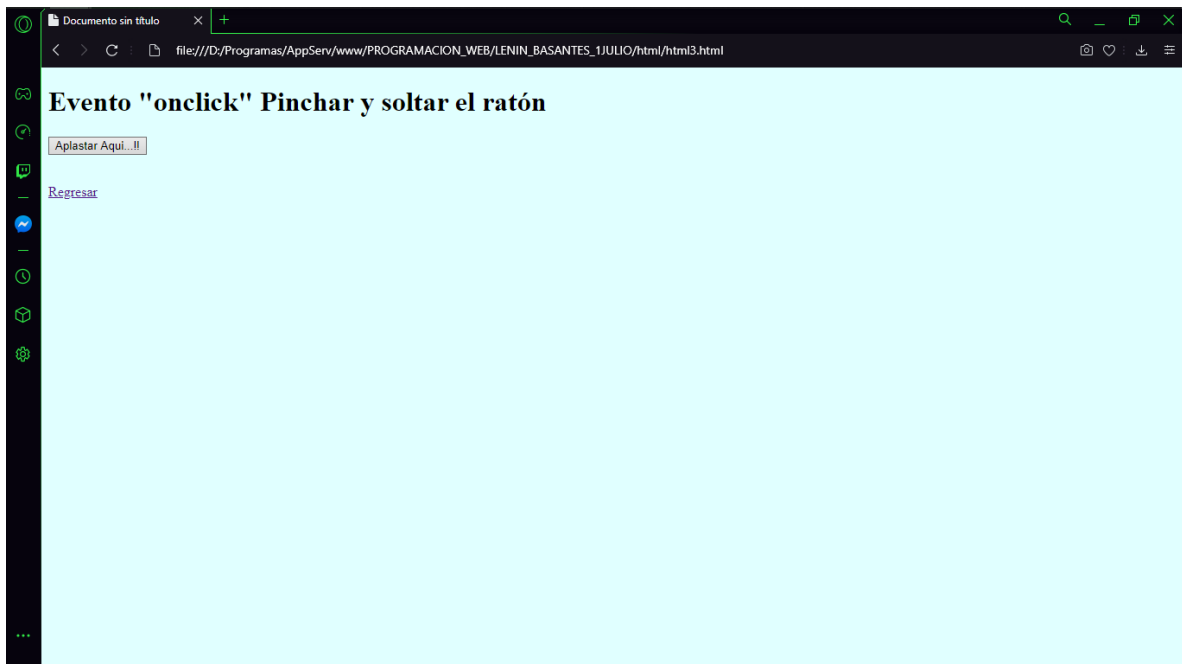 Documento sin título
file:///D:/Programas/AppServ/www/PROGRAMACION_WEB/LENIN_BASANTES_1JULIO/html/html3.html
Evento "onclick" Pinchar y soltar el ratón
Aplastar Aqui...!!
Regresar